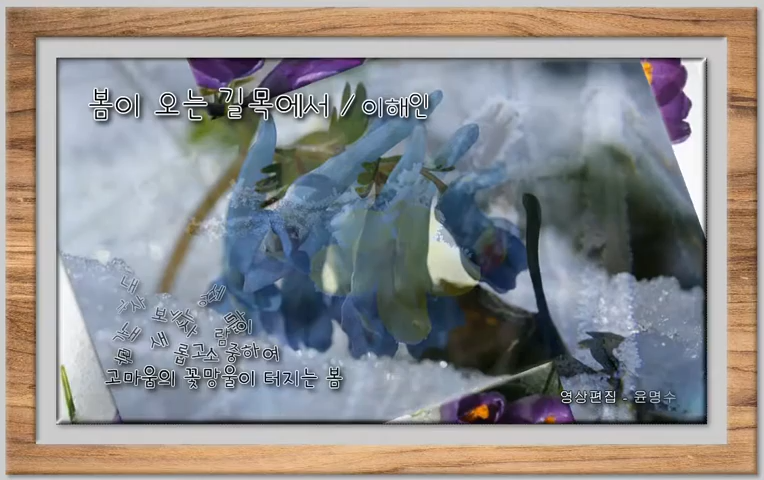 봄이 오는 길목에서 / 이해인
롭고소중하여
고마움의 꽃망울이 터지는 봄
영상편집 - 윤명수